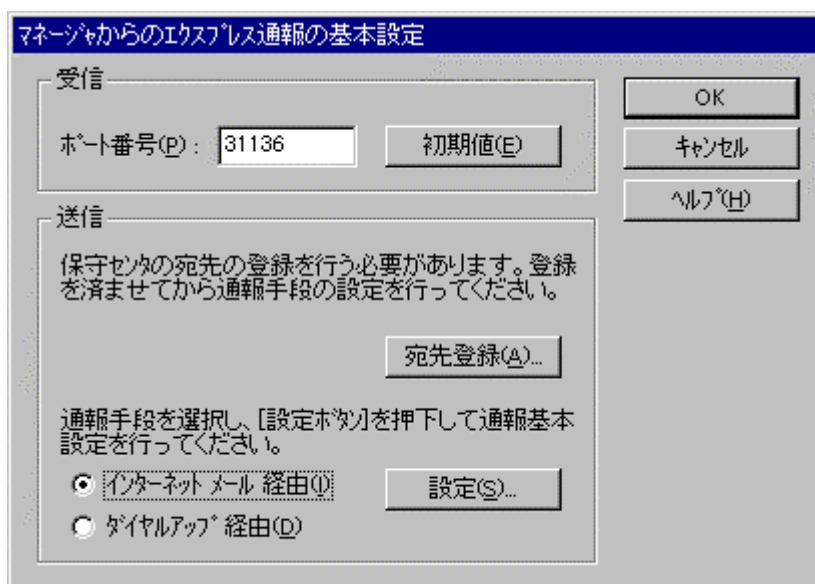 ﾏﾈｰｼﾞｬからのｴｸｽﾌﾟﾚｽ通報の基本設定
受信
ﾎﾟｰﾄ番号(P)：
31136
初期値(E)
OK
ｷｬﾝｾﾙ
ﾍﾙﾌﾟ(H)
送信
保守ｾﾝﾀの宛先の登録を行う必要があります。登録
を済ませてから通報手段の設定を行ってください。
宛先登録(A)...
通報手段を選択し、[設定ﾎﾞﾀﾝ]を押下して通報基本
設定を行ってください。
ｲﾝﾀｰﾈｯﾄ ﾒｰﾙ 経由(I)
設定(S)...
ﾀﾞｲﾔﾙｱｯﾌﾟ 経由(D)